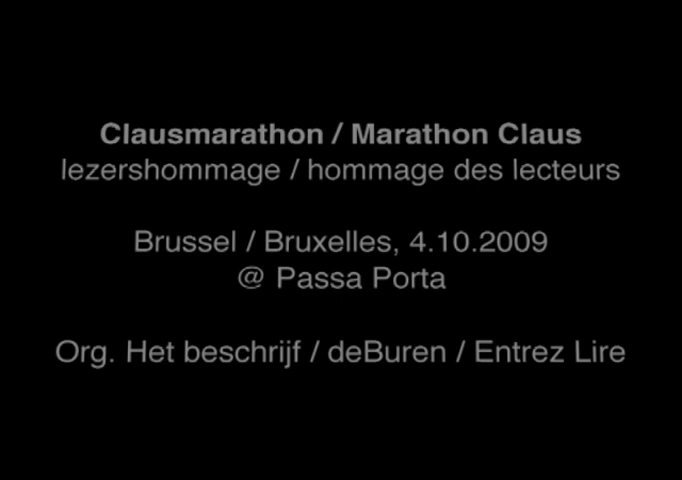 Clausmarathon / Marathon Claus
lezershommage / hommage des lecteurs
Brussel / Bruxelles, 4.10.2009
@ Passa Porta
Org. Het beschrijf / deBuren / Entrez Lire